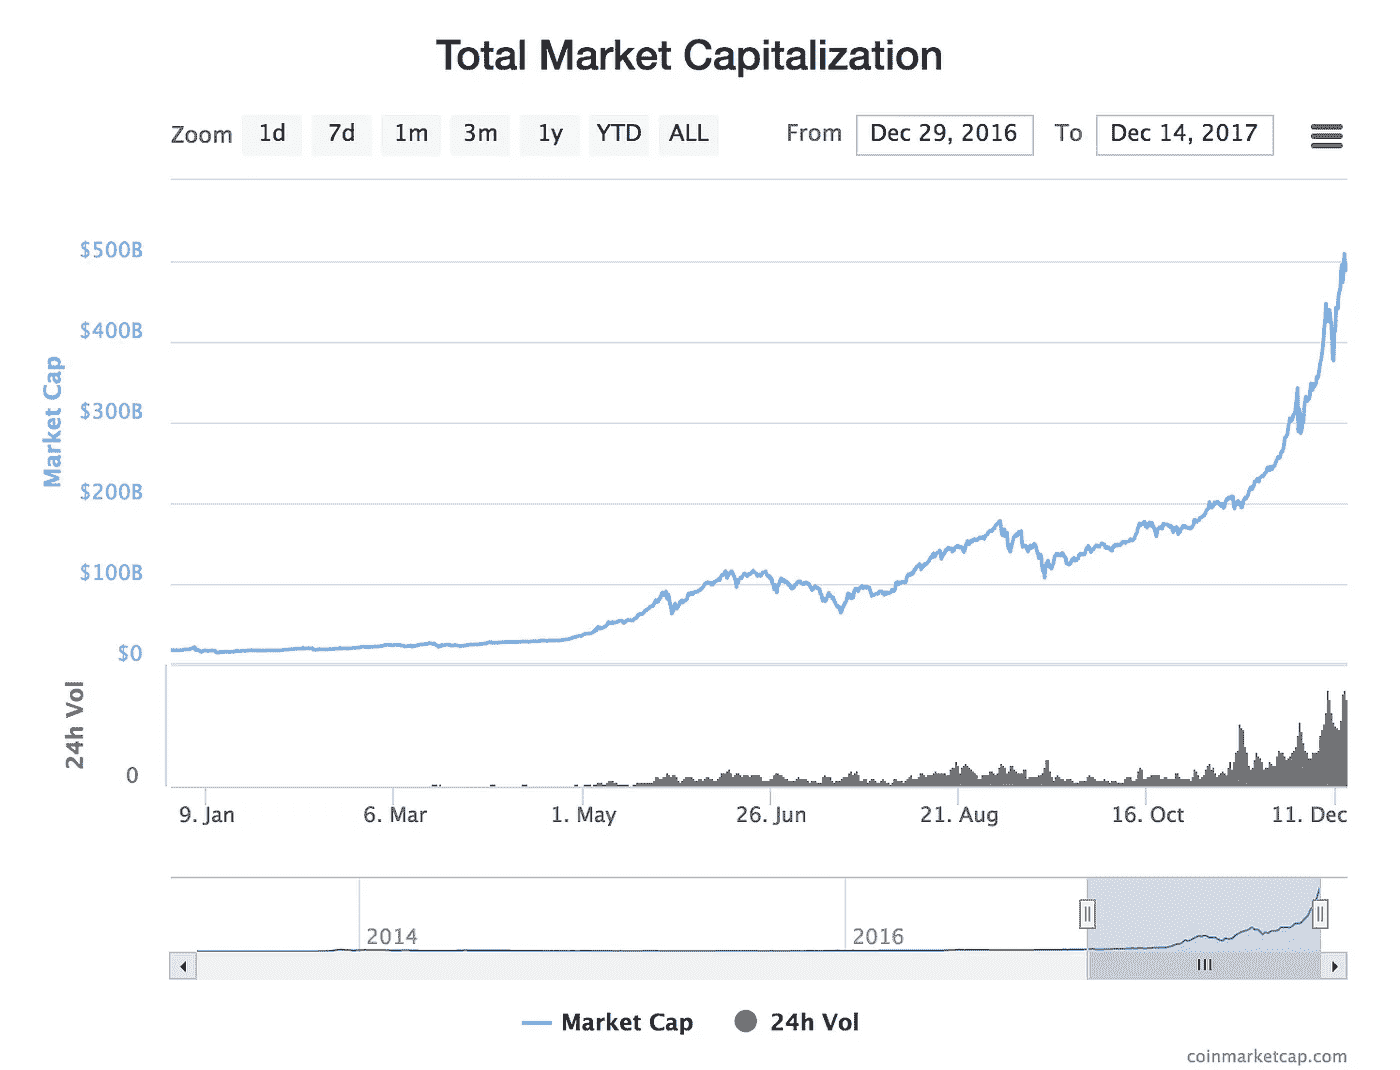 Total Market Capitalization
Zoom 1d 7d 1m 3m 1y YTD ALL From Dec 29, 2016 To Dec 14, 2017
$500B
$400B
$300B
$200B
$100B
$0
Market Cap
24h Vol
0
9. Jan 6. Mar 1. May 26. Jun 21. Aug 16. Oct 11. Dec
2014 2016
Market Cap 24h Vol
coinmarketcap.com